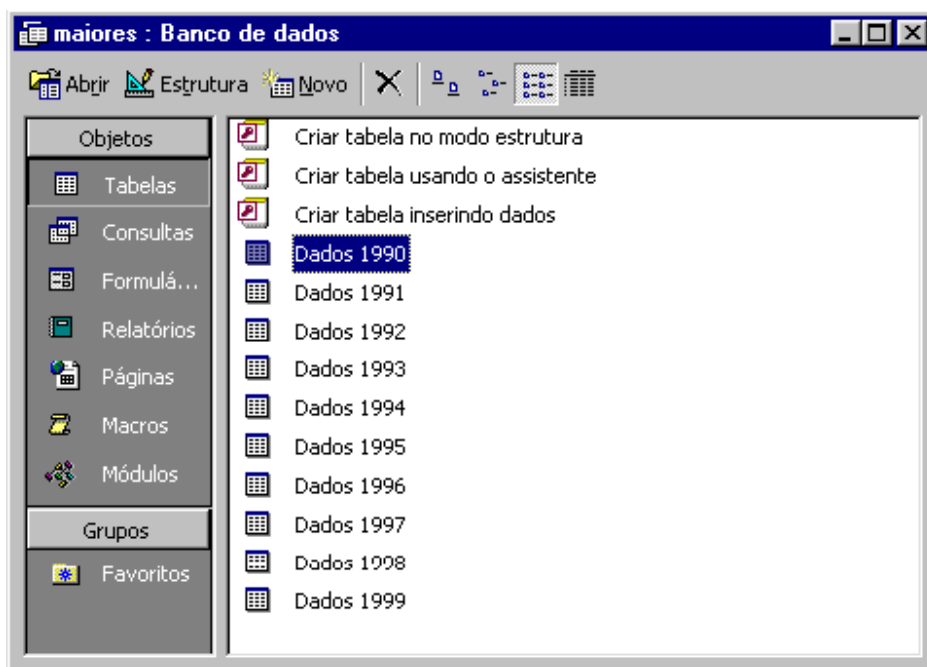 maiores : Banco de dados
Abrir Estrutura Novo
Objetos
Tabelas
Consultas
Formulá...
Relatórios
Páginas
Macros
Módulos
Grupos
Favoritos
Criar tabela no modo estrutura
Criar tabela usando o assistente
Criar tabela inserindo dados
Dados 1990
Dados 1991
Dados 1992
Dados 1993
Dados 1994
Dados 1995
Dados 1996
Dados 1997
Dados 1998
Dados 1999